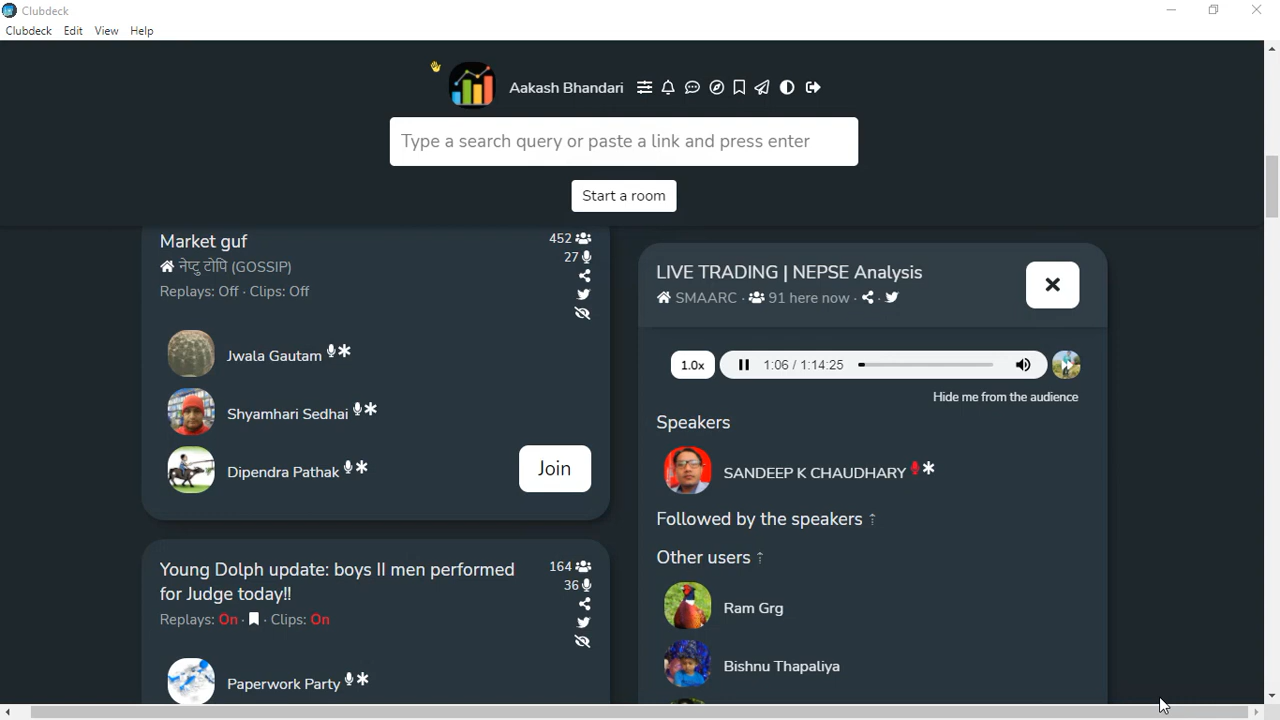 Clubdeck
Clubdeck Edit View Help
Aakash Bhandari
Type a search query or paste a link and press enter
Start a room
Market guf
452
27
नेप्टु टोपि (GOSSIP)
Replays: Off · Clips: Off
Jwala Gautam
Shyamhari Sedhai
Dipendra Pathak
Join
Young Dolph update: boys II men performed
for Judge today!!
164
36
Replays: On · Clips: On
Paperwork Party
LIVE TRADING | NEPSE Analysis
SMAARC · 91 here now · ·
1.0x
1:06 / 1:14:25
Hide me from the audience
Speakers
SANDEEP K CHAUDHARY
Followed by the speakers ↑
Other users ↑
Ram Grg
Bishnu Thapaliya